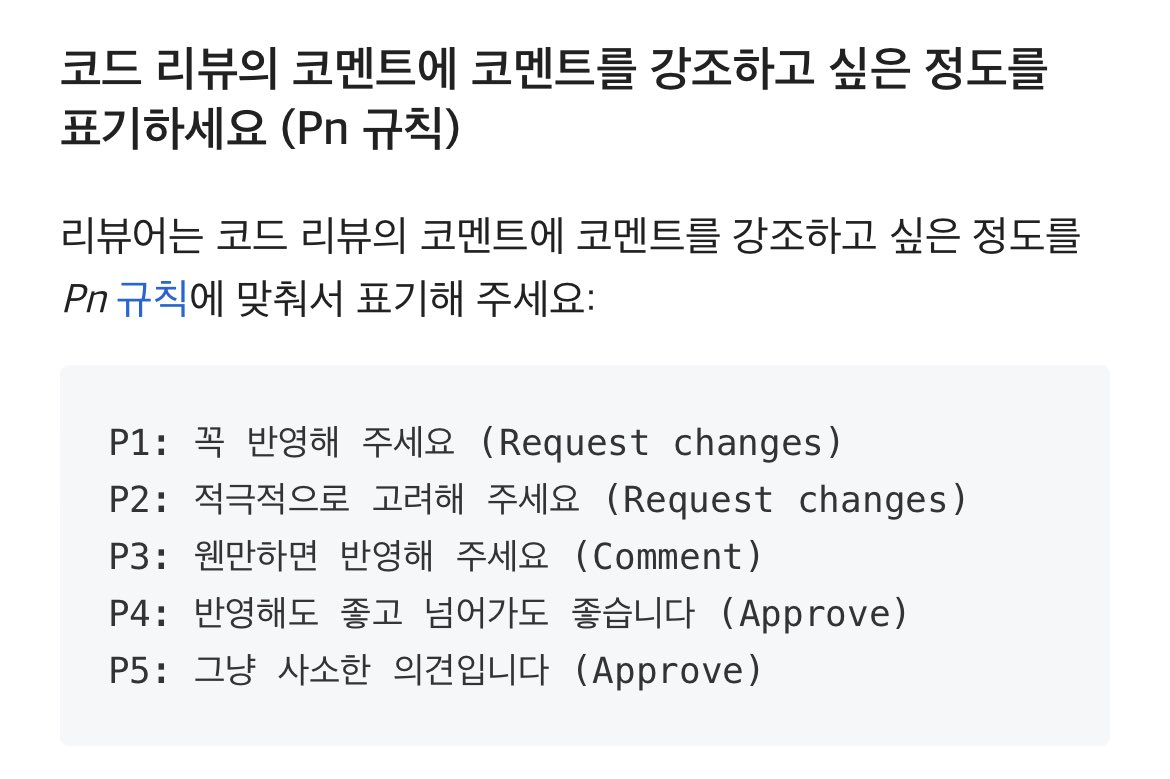 코드 리뷰의 코멘트에 코멘트를 강조하고 싶은 정도를
표기하세요 (Pn 규칙)
리뷰어는 코드 리뷰의 코멘트에 코멘트를 강조하고 싶은 정도를
Pn 규칙에 맞춰서 표기해 주세요:
P1: 꼭 반영해 주세요 (Request changes)
P2: 적극적으로 고려해 주세요 (Request changes)
P3: 웬만하면 반영해 주세요 (Comment)
P4: 반영해도 좋고 넘어가도 좋습니다 (Approve)
P5: 그냥 사소한 의견입니다 (Approve)